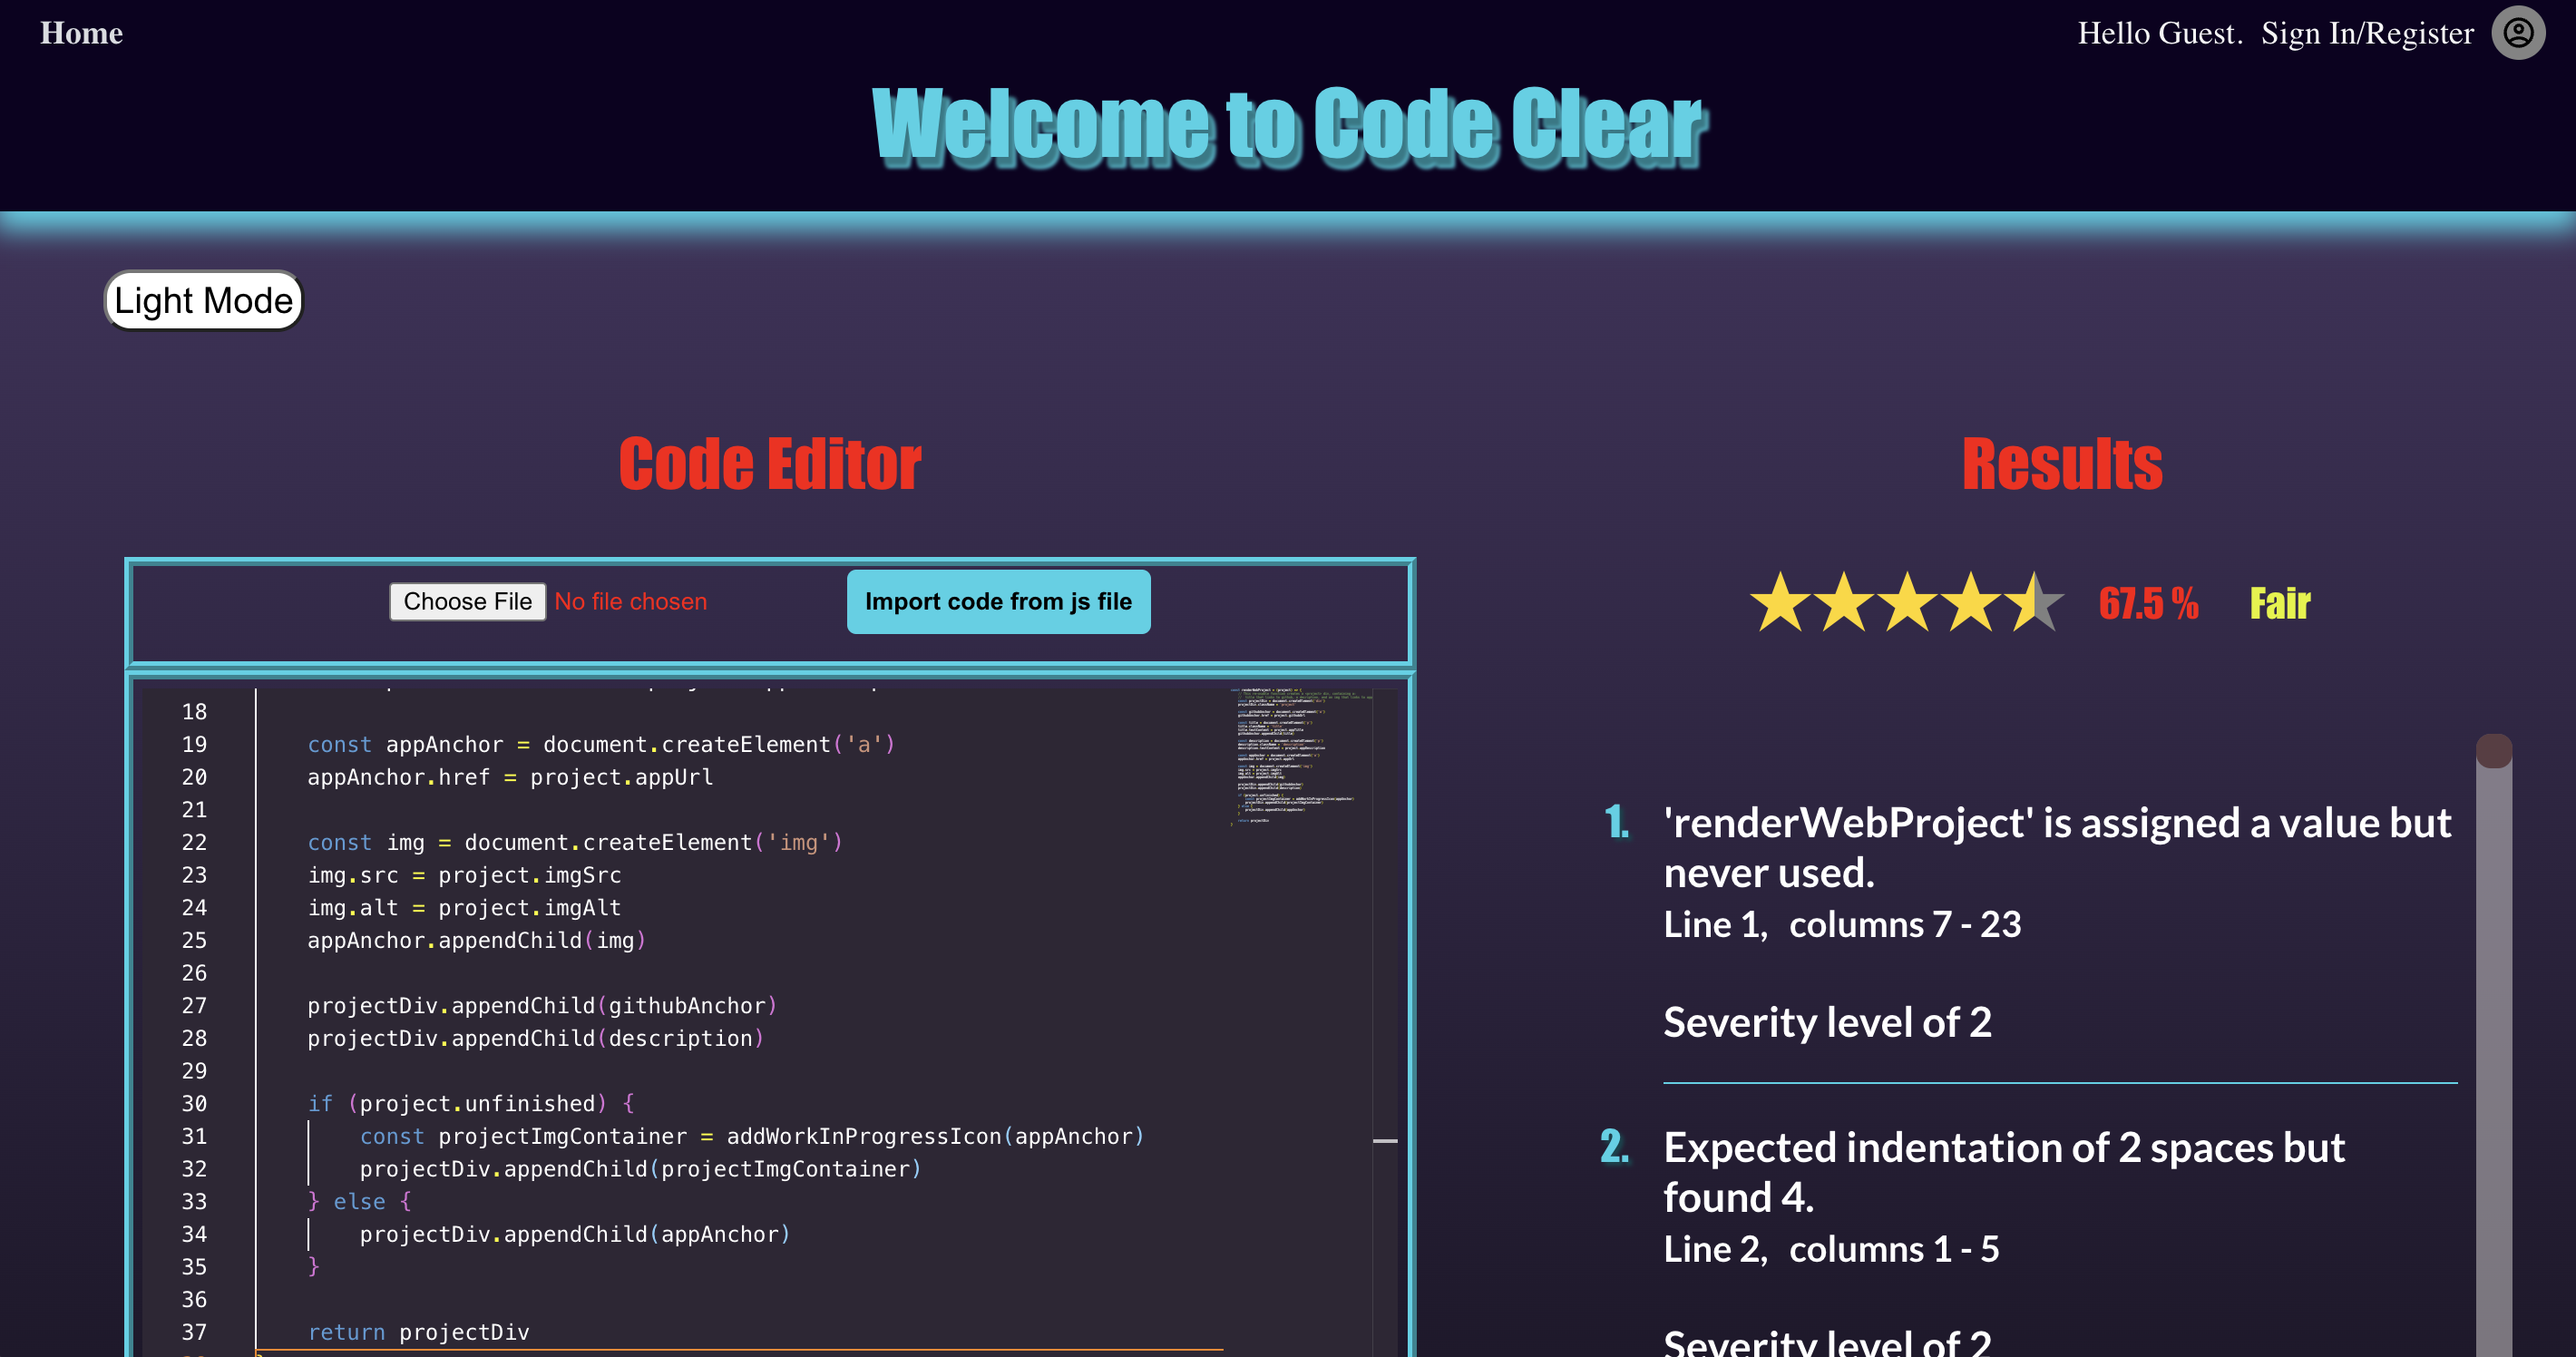 Home
Hello Guest. Sign In/Register
Welcome to Code Clear
Light Mode
Code Editor
Results
Choose File No file chosen
Import code from js file
67.5 % Fair
18
19 const appAnchor = document.createElement('a')
20 appAnchor.href = project.appUrl
21
22 const img = document.createElement('img')
23 img.src = project.imgSrc
24 img.alt = project.imgAlt
25 appAnchor.appendChild(img)
26
27 projectDiv.appendChild(githubAnchor)
28 projectDiv.appendChild(description)
29
30 if (project.unfinished) {
31 const projectImgContainer = addWorkInProgressIcon(appAnchor)
32 projectDiv.appendChild(projectImgContainer)
33 } else {
34 projectDiv.appendChild(appAnchor)
35 }
36
37 return projectDiv
1. 'renderWebProject' is assigned a value but
never used.
Line 1, columns 7 - 23
Severity level of 2
2. Expected indentation of 2 spaces but
found 4.
Line 2, columns 1 - 5
Severity level of 2